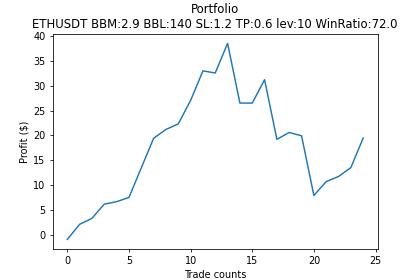 Portfolio
ETHUSDT BBM:2.9 BBL:140 SL:1.2 TP:0.6 lev:10 WinRatio:72.0
40
35
30
25
20
15
10
5
0
Profit ($)
0 5 10 15 20 25
Trade counts